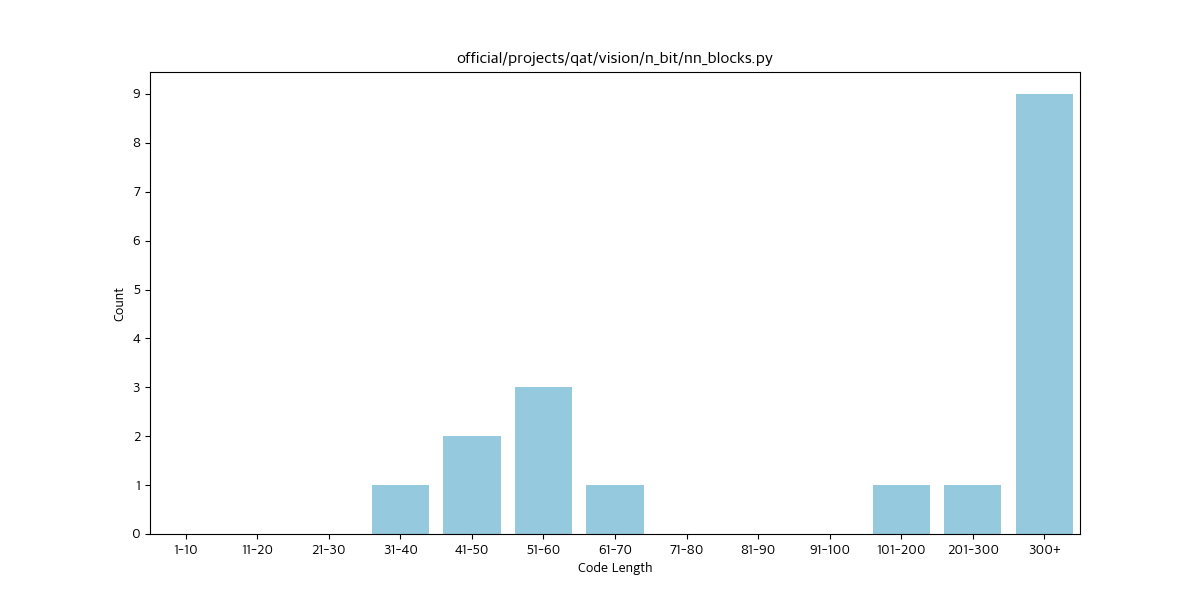 official/projects/qat/vision/n_bit/nn_blocks.py
9
8
7
6
5
4
3
2
1
0
Count
1-10 11-20 21-30 31-40 41-50 51-60 61-70 71-80 81-90 91-100 101-200 201-300 300+
Code Length